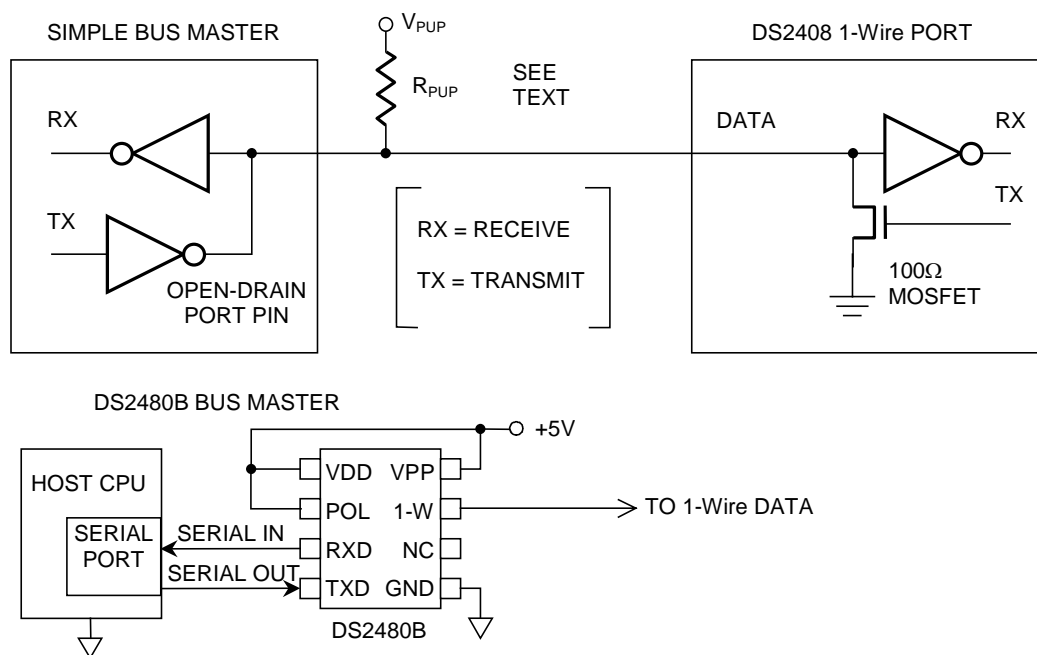 SIMPLE BUS MASTER
V_PUP
DS2408 1-Wire PORT
R_PUP
SEE
TEXT
RX
TX
OPEN-DRAIN
PORT PIN
RX = RECEIVE
TX = TRANSMIT
DATA
RX
TX
100Ω
MOSFET
DS2480B BUS MASTER
+5V
HOST CPU
SERIAL
PORT
SERIAL IN
SERIAL OUT
VDD
VPP
POL
1-W
RXD
NC
TXD
GND
DS2480B
TO 1-Wire DATA